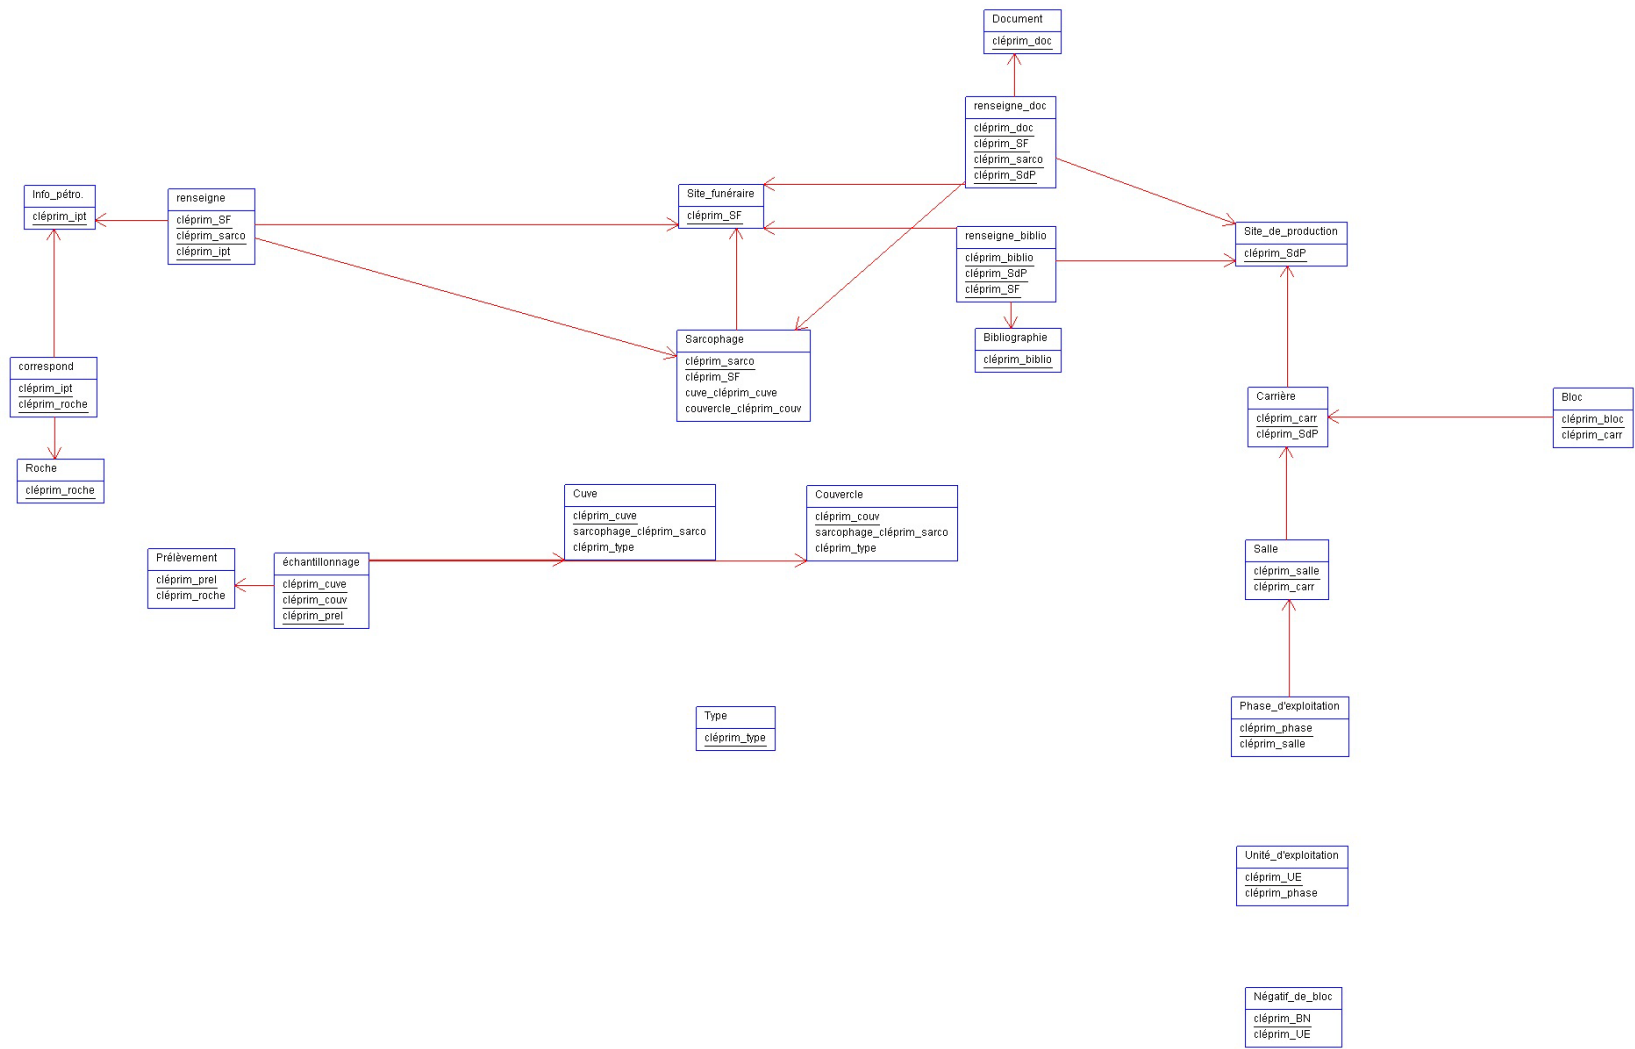 Document
cléprim_doc
renseigne_doc
cléprim_doc
cléprim_SF
cléprim_sarco
cléprim_SdP
Info_pétro.
cléprim_ipt
renseigne
cléprim_SF
cléprim_sarco
cléprim_ipt
Site_funéraire
cléprim_SF
renseigne_biblio
cléprim_biblio
cléprim_SdP
cléprim_SF
Site_de_production
cléprim_SdP
Sarcophage
cléprim_sarco
cléprim_SF
cuve_cléprim_cuve
couvercle_cléprim_couv
Bibliographie
cléprim_biblio
correspond
cléprim_ipt
cléprim_roche
Carrière
cléprim_carr
cléprim_SdP
Bloc
cléprim_bloc
cléprim_carr
Roche
cléprim_roche
Cuve
cléprim_cuve
sarcophage_cléprim_sarco
cléprim_type
Couvercle
cléprim_couv
sarcophage_cléprim_sarco
cléprim_type
Prélèvement
cléprim_prel
cléprim_roche
échantillonnage
cléprim_cuve
cléprim_couv
cléprim_prel
Salle
cléprim_salle
cléprim_carr
Type
cléprim_type
Phase_d'exploitation
cléprim_phase
cléprim_salle
Unité_d'exploitation
cléprim_UE
cléprim_phase
Négatif_de_bloc
cléprim_BN
cléprim_UE